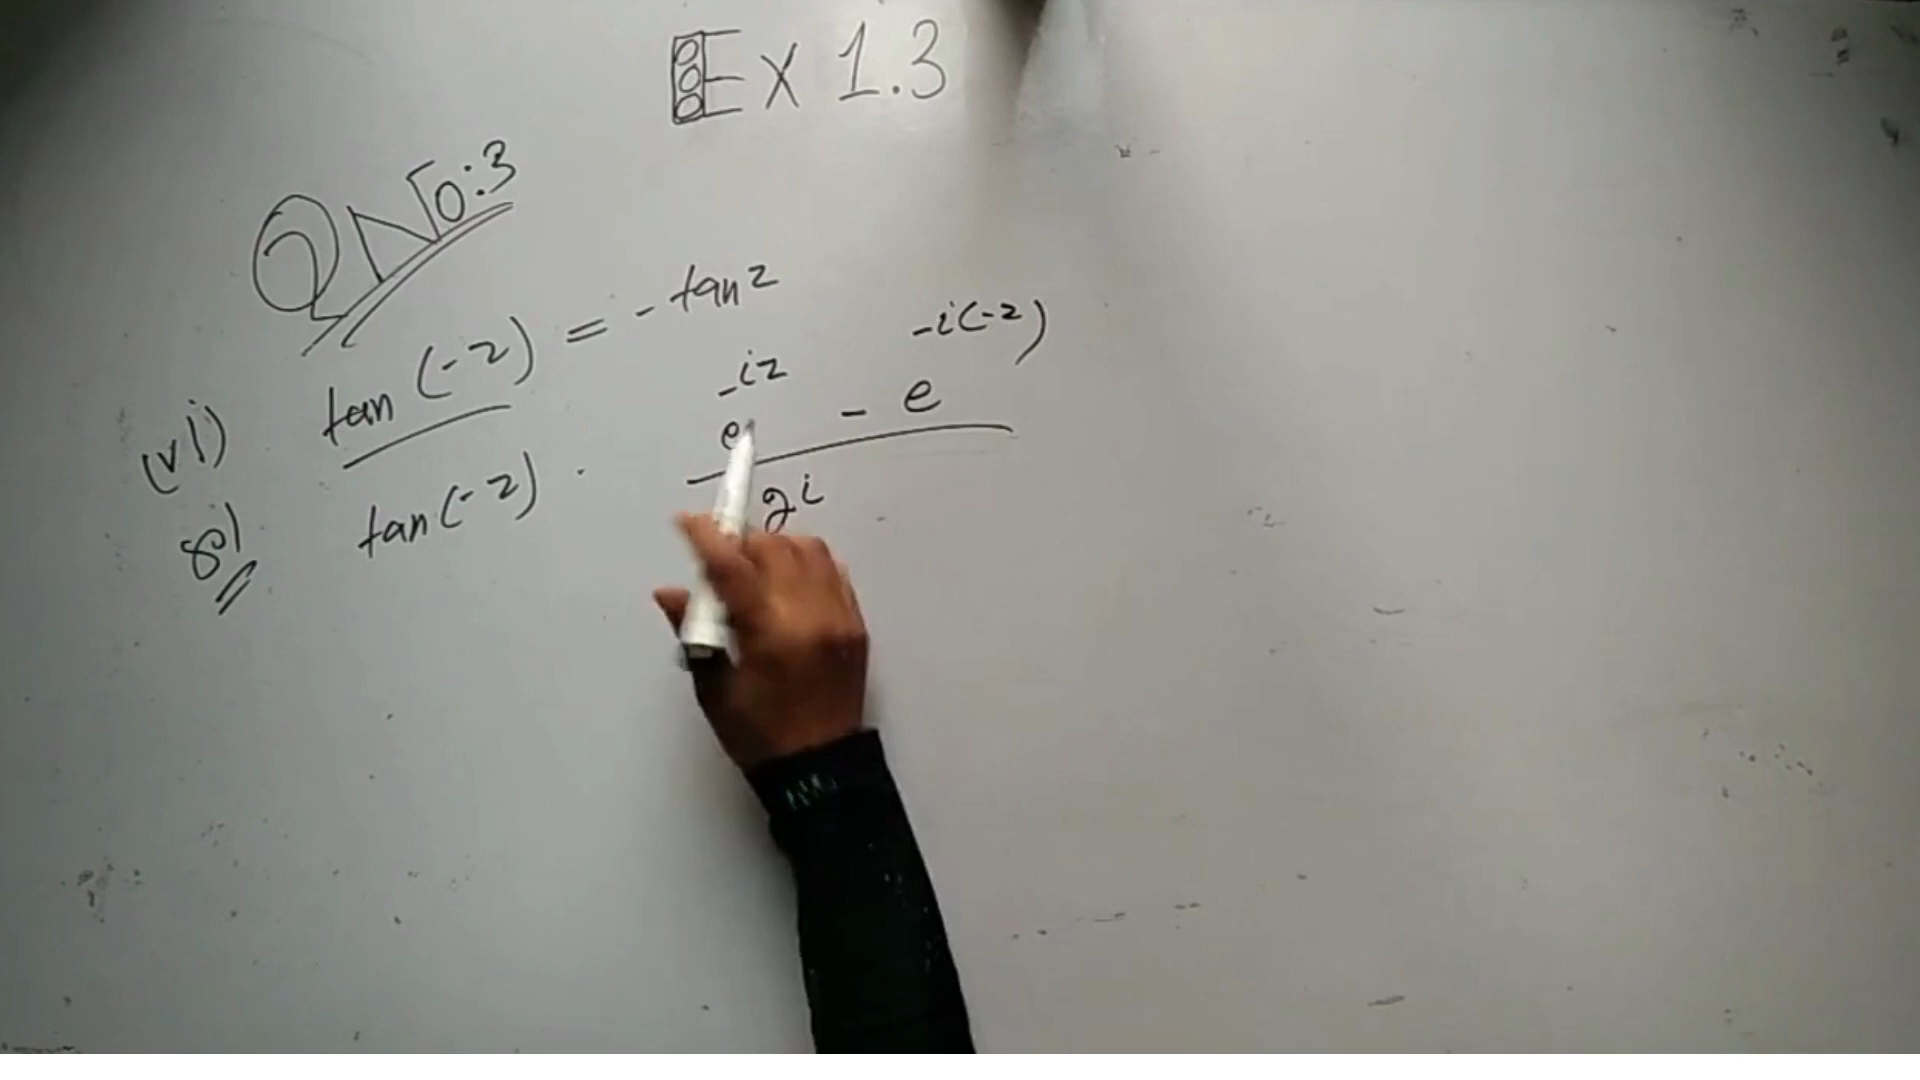 Ex 1.3
Q No:3
(vi) tan (-z) = - tan z
sol tan (-z) . e^{-iz} - e^{-i(-z)} / 2i